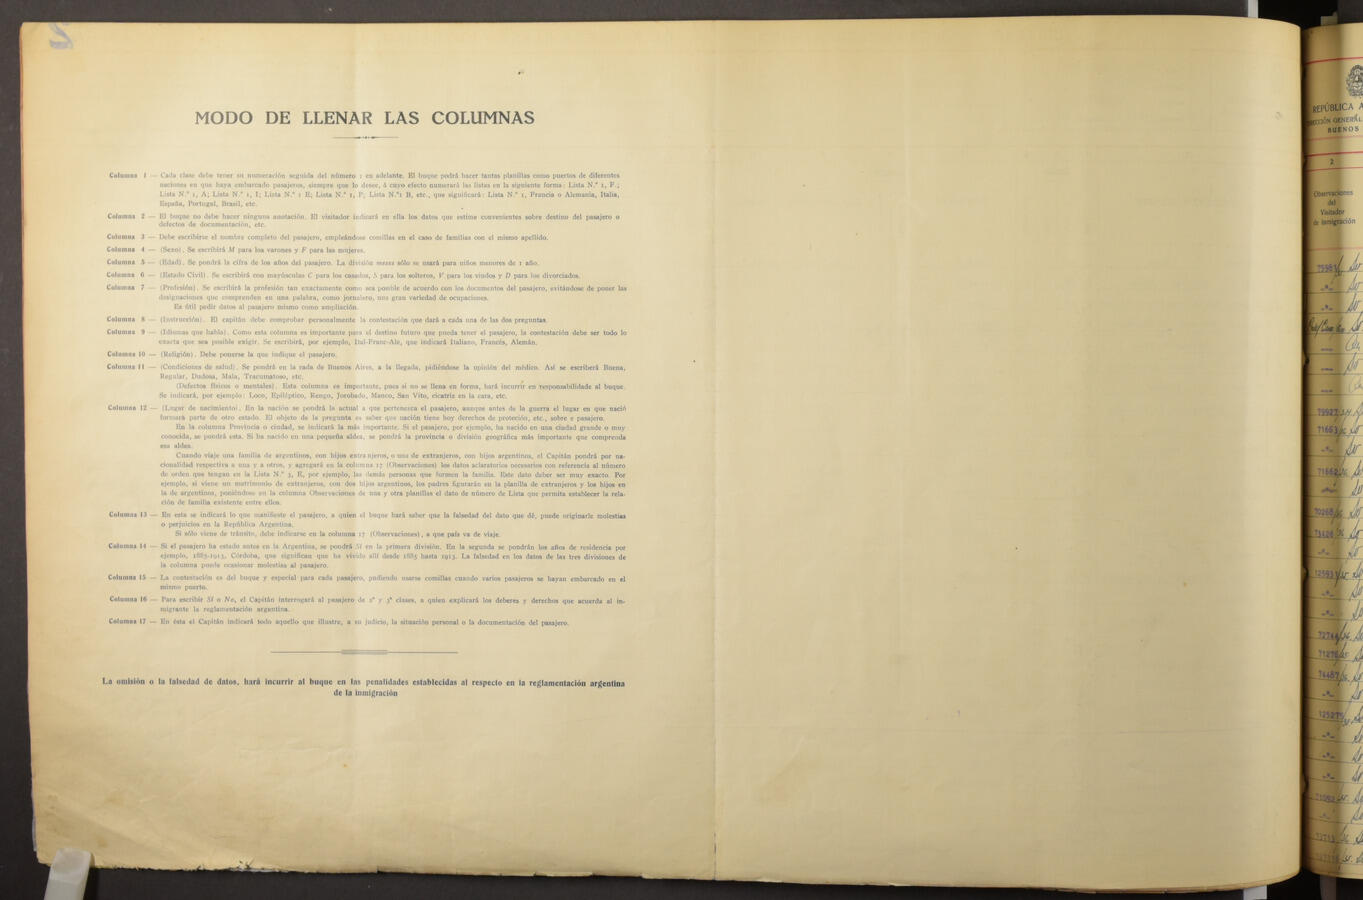 MODO DE LLENAR LAS COLUMNAS
Columna 1 — Cada clase debe tener su numeración seguida del número 1 en adelante. El buque podrá hacer tantas planillas como puertos de diferentes
naciones en que haya embarcado pasajeros, siempre que lo desee, á cuyo efecto numerará las listas en la siguiente forma: Lista N.º 1, F.;
Lista N.º 1, A; Lista N.º 1, I; Lista N.º 1 E; Lista N.º 1, P; Lista N.º1 B, etc., que significará: Lista N.º 1, Francia o Alemania, Italia,
España, Portugal, Brasil, etc.
Columna 2 — El buque no debe hacer ninguna anotación. El visitador indicará en ella los datos que estime convenientes sobre destino del pasajero o
defectos de documentación, etc.
Columna 3 — Debe escribirse el nombre completo del pasajero, empleándose comillas en el caso de familias con el mismo apellido.
Columna 4 — (Sexo). Se escribirá M para los varones y F para las mujeres.
Columna 5 — (Edad). Se pondrá la cifra de los años del pasajero. La división meses sólo se usará para niños menores de 1 año.
Columna 6 — (Estado Civil). Se escribirá con mayúsculas C para los casados, S para los solteros, V para los viudos y D para los divorciados.
Columna 7 — (Profesión). Se escribirá la profesión tan exactamente como sea posible de acuerdo con los documentos del pasajero, evitándose de poner las
designaciones que comprenden en una palabra, como jornalero, una gran variedad de ocupaciones.
Es útil pedir datos al pasajero mismo como ampliación.
Columna 8 — (Instrucción). El capitán debe comprobar personalmente la contestación que dará a cada una de las dos preguntas.
Columna 9 — (Idiomas que habla). Como esta columna es importante para el destino futuro que pueda tener el pasajero, la contestación debe ser todo lo
exacta que sea posible exigir. Se escribirá, por ejemplo, Ital-Franc-Ale, que indicará Italiano, Francés, Alemán.
Columna 10 — (Religión). Debe ponerse la que indique el pasajero.
Columna 11 — (Condiciones de salud). Se pondrá en la rada de Buenos Aires, a la llegada, pidiéndose la opinión del médico. Así se escriberá Buena,
Regular, Dudosa, Mala, Tracumatoso, etc.
(Defectos físicos o mentales). Esta columna es importante, pues si no se llena en forma, hará incurrir en responsabilidad al buque.
Se indicará, por ejemplo: Loco, Epiléptico, Rengo, Jorobado, Manco, San Vito, cicatriz en la cara, etc.
Columna 12 — (Lugar de nacimiento). En la nación se pondrá la actual a que pertenezca el pasajero, aunque antes de la guerra el lugar en que nació
formará parte de otro estado. El objeto de la pregunta es saber que nación tiene hoy derechos de proteción, etc., sobre e pasajero.
En la columna Provincia o ciudad, se indicará la más importante. Si el pasajero, por ejemplo, ha nacido en una ciudad grande o muy
conocida, se pondrá esta. Si ha nacido en una pequeña aldea, se pondrá la provincia o división geográfica más importante que comprenda
esa aldea.
Cuando viaje una familia de argentinos, con hijos extranjeros, o una de extranjeros, con hijos argentinos, el Capitán pondrá por na-
cionalidad respectiva a una y a otros, y agregará en la columna 17 (Observaciones) los datos aclaratorios necesarios con referencia al número
de orden que tengan en la Lista N.º 3, E, por ejemplo, las demás personas que formen la familia. Este dato deber ser muy exacto. Por
ejemplo, si viene un matrimonio de extranjeros, con dos hijos argentinos, los padres figurarán en la planilla de extranjeros y los hijos en
la de argentinos, poniéndose en la columna Observaciones de una y otra planillas el dato de número de Lista que permita establecer la rela-
ción de familia existente entre ellos.
Columna 13 — En esta se indicará lo que manifieste el pasajero, a quien el buque hará saber que la falsedad del dato que dé, puede originarle molestias
o perjuicios en la República Argentina.
Si sólo viene de tránsito, debe indicarse en la columna 17 (Observaciones), a que país va de viaje.
Columna 14 — Si el pasajero ha estado antes en la Argentina, se pondrá Sí en la primera división. En la segunda se pondrán los años de residencia por
ejemplo, 1885-1913, Córdoba, que significan que ha vivido allí desde 1885 hasta 1913. La falsedad en los datos de las tres divisiones de
la columna puede ocasionar molestias al pasajero.
Columna 15 — La contestación es del buque y especial para cada pasajero, pudiendo usarse comillas cuando varios pasajeros se hayan embarcado en el
mismo puerto.
Columna 16 — Para escribir Sí o No, el Capitán interrogará al pasajero de 2ª y 3ª clases, a quien explicará los deberes y derechos que acuerda al in-
migrante la reglamentación argentina.
Columna 17 — En ésta el Capitán indicará todo aquello que illustre, a su judicio, la situación personal o la documentación del pasajero.
La omisión o la falsedad de datos, hará incurrir al buque en las penalidades establecidas al respecto en la reglamentación argentina
de la inmigración
REPÚBLICA A
DIRECCIÓN GENERAL
BUENOS
2
Observaciones
del
Visitador
de inmigración